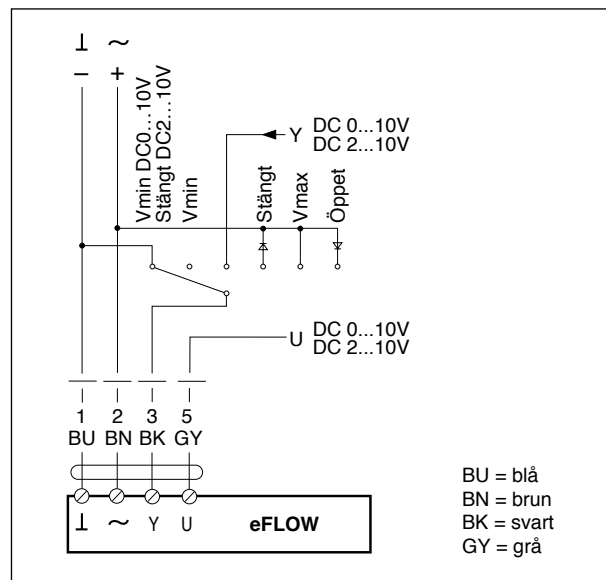 ⊥ ~
− +
Vmin DC0...10V
Stängt DC2...10V
Vmin
Y DC 0...10V
DC 2...10V
Stängt
Vmax
Öppet
U DC 0...10V
DC 2...10V
1 2 3 5
BU BN BK GY
⊥ ~ Y U eFLOW
BU = blå
BN = brun
BK = svart
GY = grå